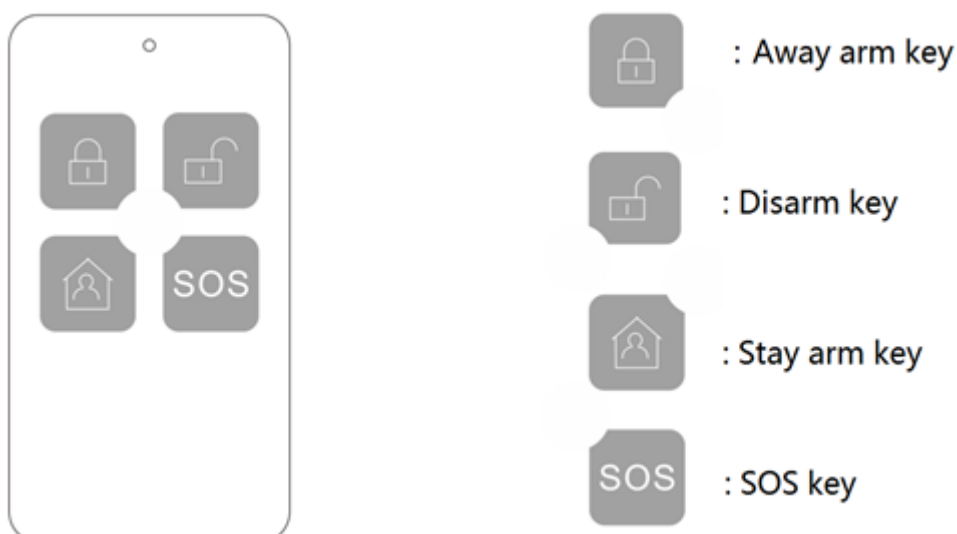 SOS
: Away arm key
: Disarm key
: Stay arm key
SOS
: SOS key